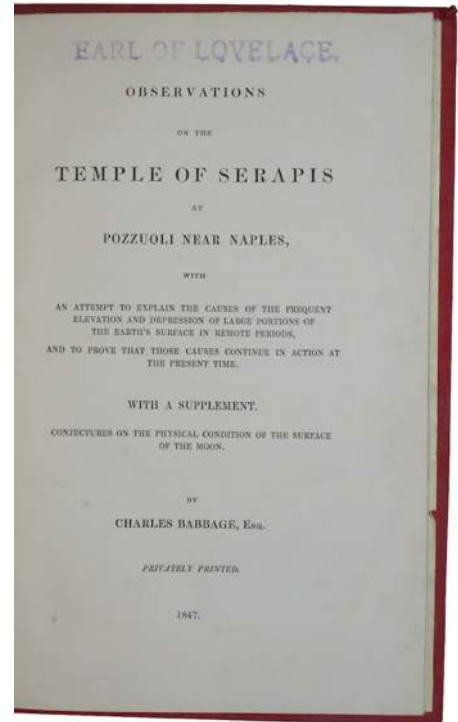 EARL OF LOVELACE.
OBSERVATIONS
ON THE
TEMPLE OF SERAPIS
AT
POZZUOLI NEAR NAPLES,
WITH
AN ATTEMPT TO EXPLAIN THE CAUSES OF THE FREQUENT
ELEVATION AND DEPRESSION OF LARGE PORTIONS OF
THE EARTH'S SURFACE IN REMOTE PERIODS,
AND TO PROVE THAT THOSE CAUSES CONTINUE IN ACTION AT
THE PRESENT TIME.
WITH A SUPPLEMENT.
CONJECTURES ON THE PHYSICAL CONDITION OF THE SURFACE
OF THE MOON.
BY
CHARLES BABBAGE, Esq.
PRIVATELY PRINTED.
1847.